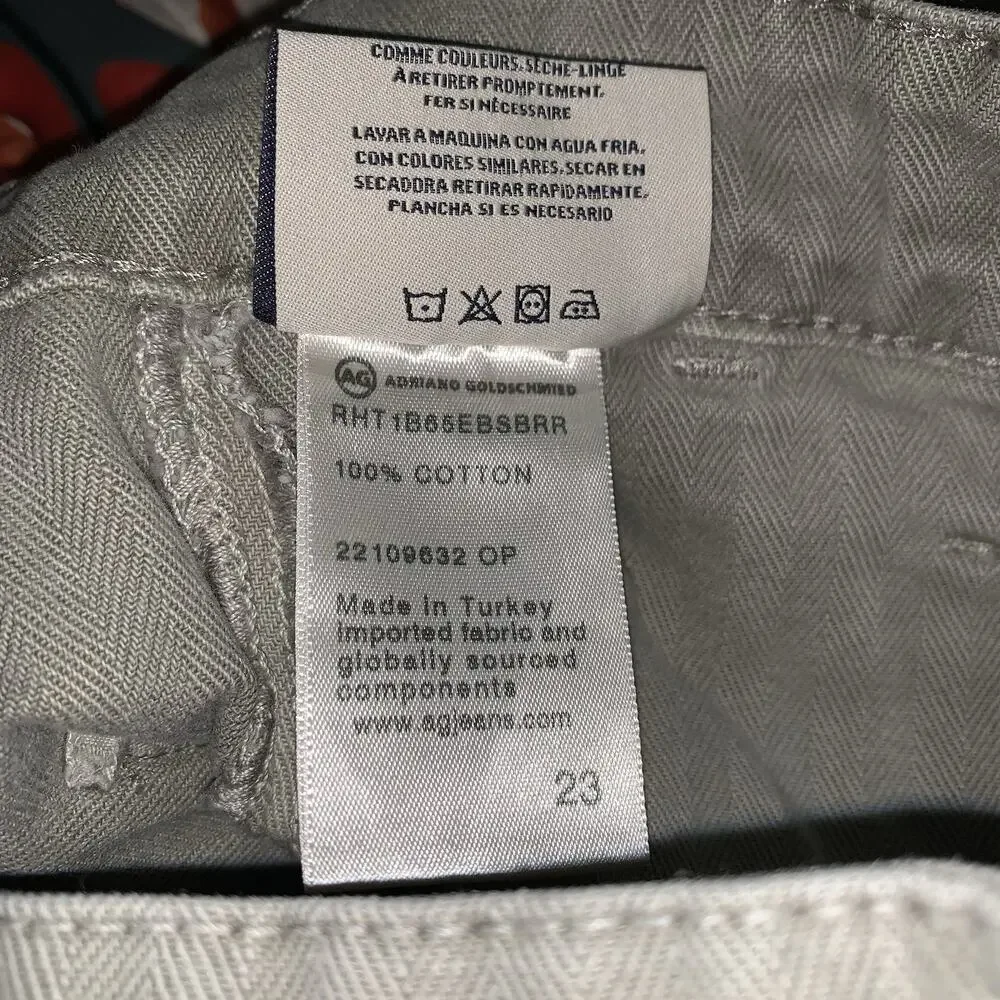 COMME COULEURS. SÈCHE-LINGE
À RETIRER PROMPTEMENT.
FER SI NÉCESSAIRE
LAVAR A MAQUINA CON AGUA FRIA.
CON COLORES SIMILARES. SECAR EN
SECADORA RETIRAR RAPIDAMENTE.
PLANCHA SI ES NECESARIO
AG ADRIANO GOLDSCHMIED
RHT1B65EBSBRR
100% COTTON
22109632 OP
Made in Turkey
imported fabric and
globally sourced
components
www.agjeans.com
23